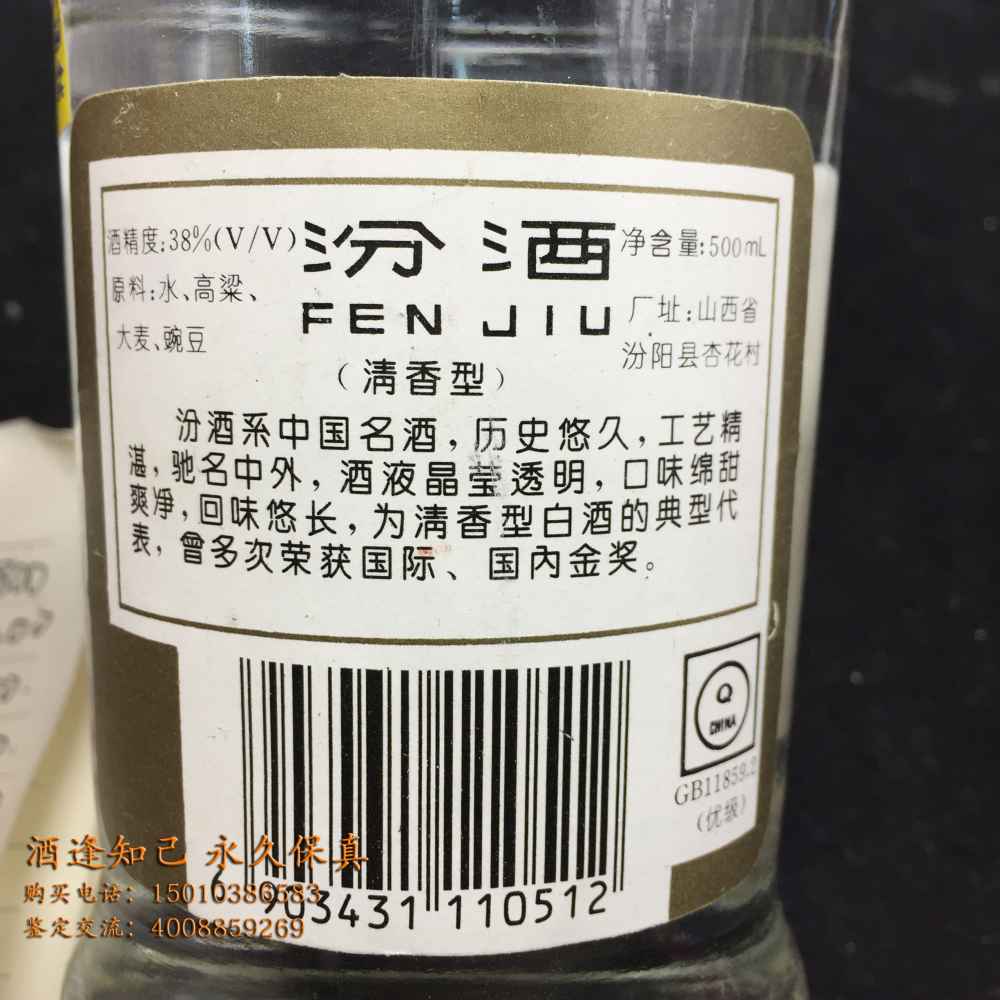 酒精度:38%(V/V)
原料:水、高粱、
大麦、豌豆
汾酒
FEN JIU
(清香型)
净含量:500mL
厂址:山西省
汾阳县杏花村
汾酒系中国名酒,历史悠久,工艺精
湛,驰名中外,酒液晶莹透明,口味绵甜
爽净,回味悠长,为清香型白酒的典型代
表,曾多次荣获国际、国内金奖。
Q
CHINA
GB11859.2
(优级)
6 903431 110512
酒逢知己 永久保真
购买电话:15010386583
鉴定交流:4008859269